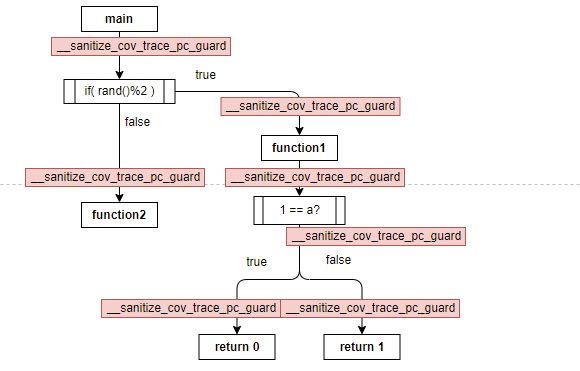 main
__sanitize_cov_trace_pc_guard
true
if( rand()%2 )
__sanitize_cov_trace_pc_guard
false
function1
__sanitize_cov_trace_pc_guard
__sanitize_cov_trace_pc_guard
function2
1 == a?
__sanitize_cov_trace_pc_guard
true
false
__sanitize_cov_trace_pc_guard
__sanitize_cov_trace_pc_guard
return 0
return 1